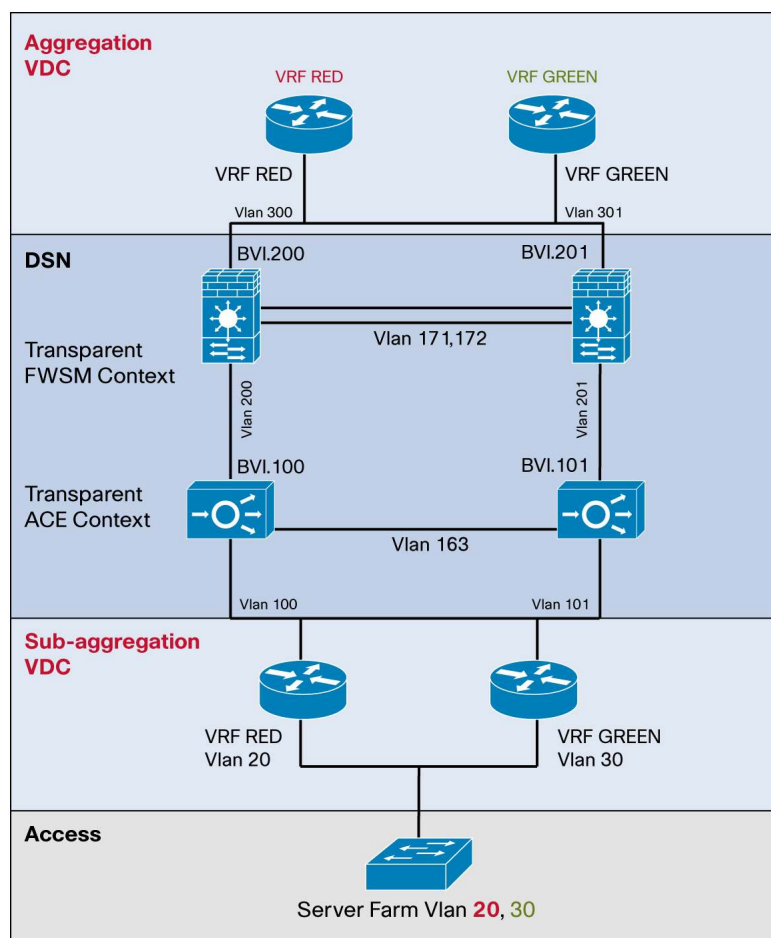 Aggregation
VDC
VRF RED
VRF GREEN
VRF RED
VRF GREEN
Vlan 300
Vlan 301
DSN
BVI.200
BVI.201
Vlan 171,172
Transparent
FWSM Context
Vlan 200
Vlan 201
BVI.100
BVI.101
Transparent
ACE Context
Vlan 163
Vlan 100
Vlan 101
Sub-aggregation
VDC
VRF RED
Vlan 20
VRF GREEN
Vlan 30
Access
Server Farm Vlan 20, 30